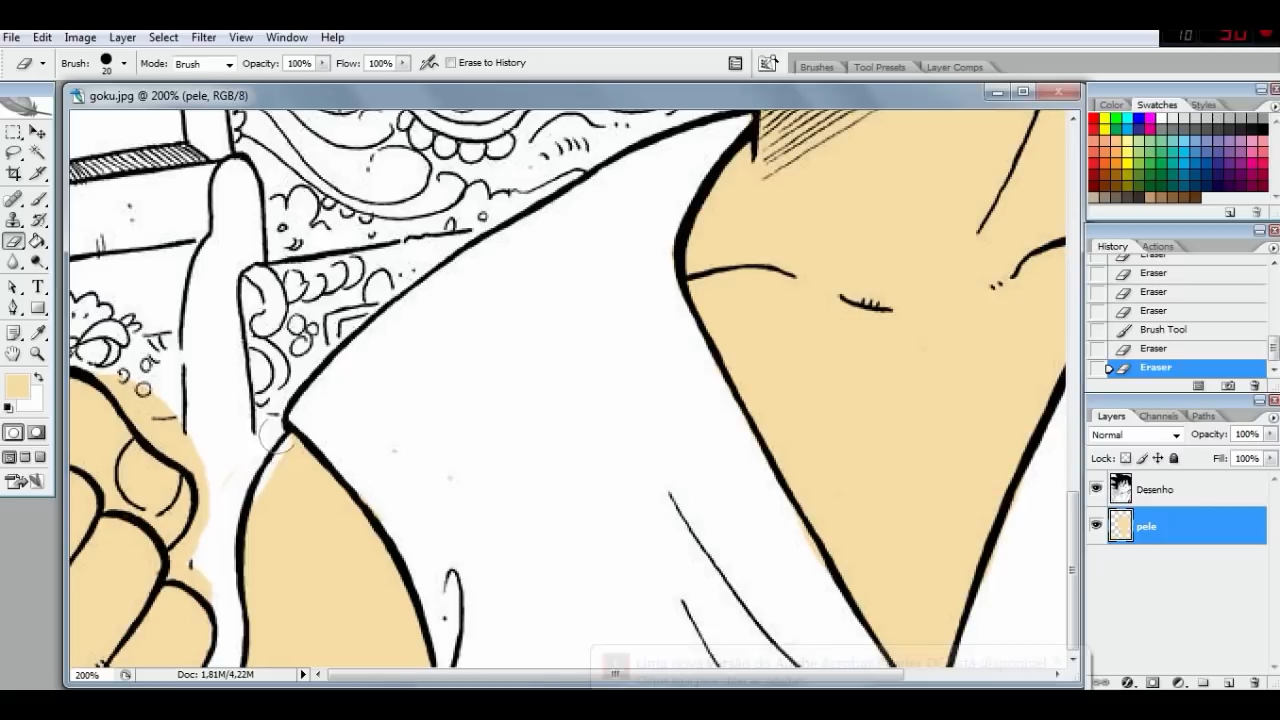 File Edit Image Layer Select Filter View Window Help
10
Brush: 20 Mode: Brush Opacity: 100% Flow: 100% Erase to History
Brushes Tool Presets Layer Comps
goku.jpg @ 200% (pele, RGB/8)
Color Swatches Styles
History Actions
Eraser
Eraser
Eraser
Eraser
Brush Tool
Eraser
Eraser
Layers Channels Paths
Normal Opacity: 100%
Lock: Fill: 100%
Desenho
pele
200% Doc: 1,81M/4,22M